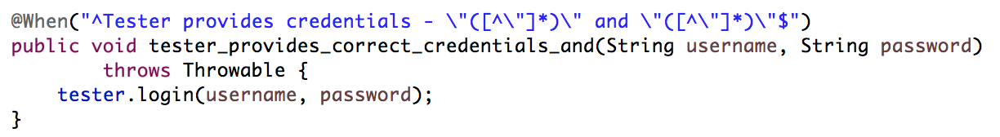 @When("^Tester provides credentials - \"([^\"]*)\" and \"([^\"]*)\"$")
public void tester_provides_correct_credentials_and(String username, String password)
throws Throwable {
tester.login(username, password);
}